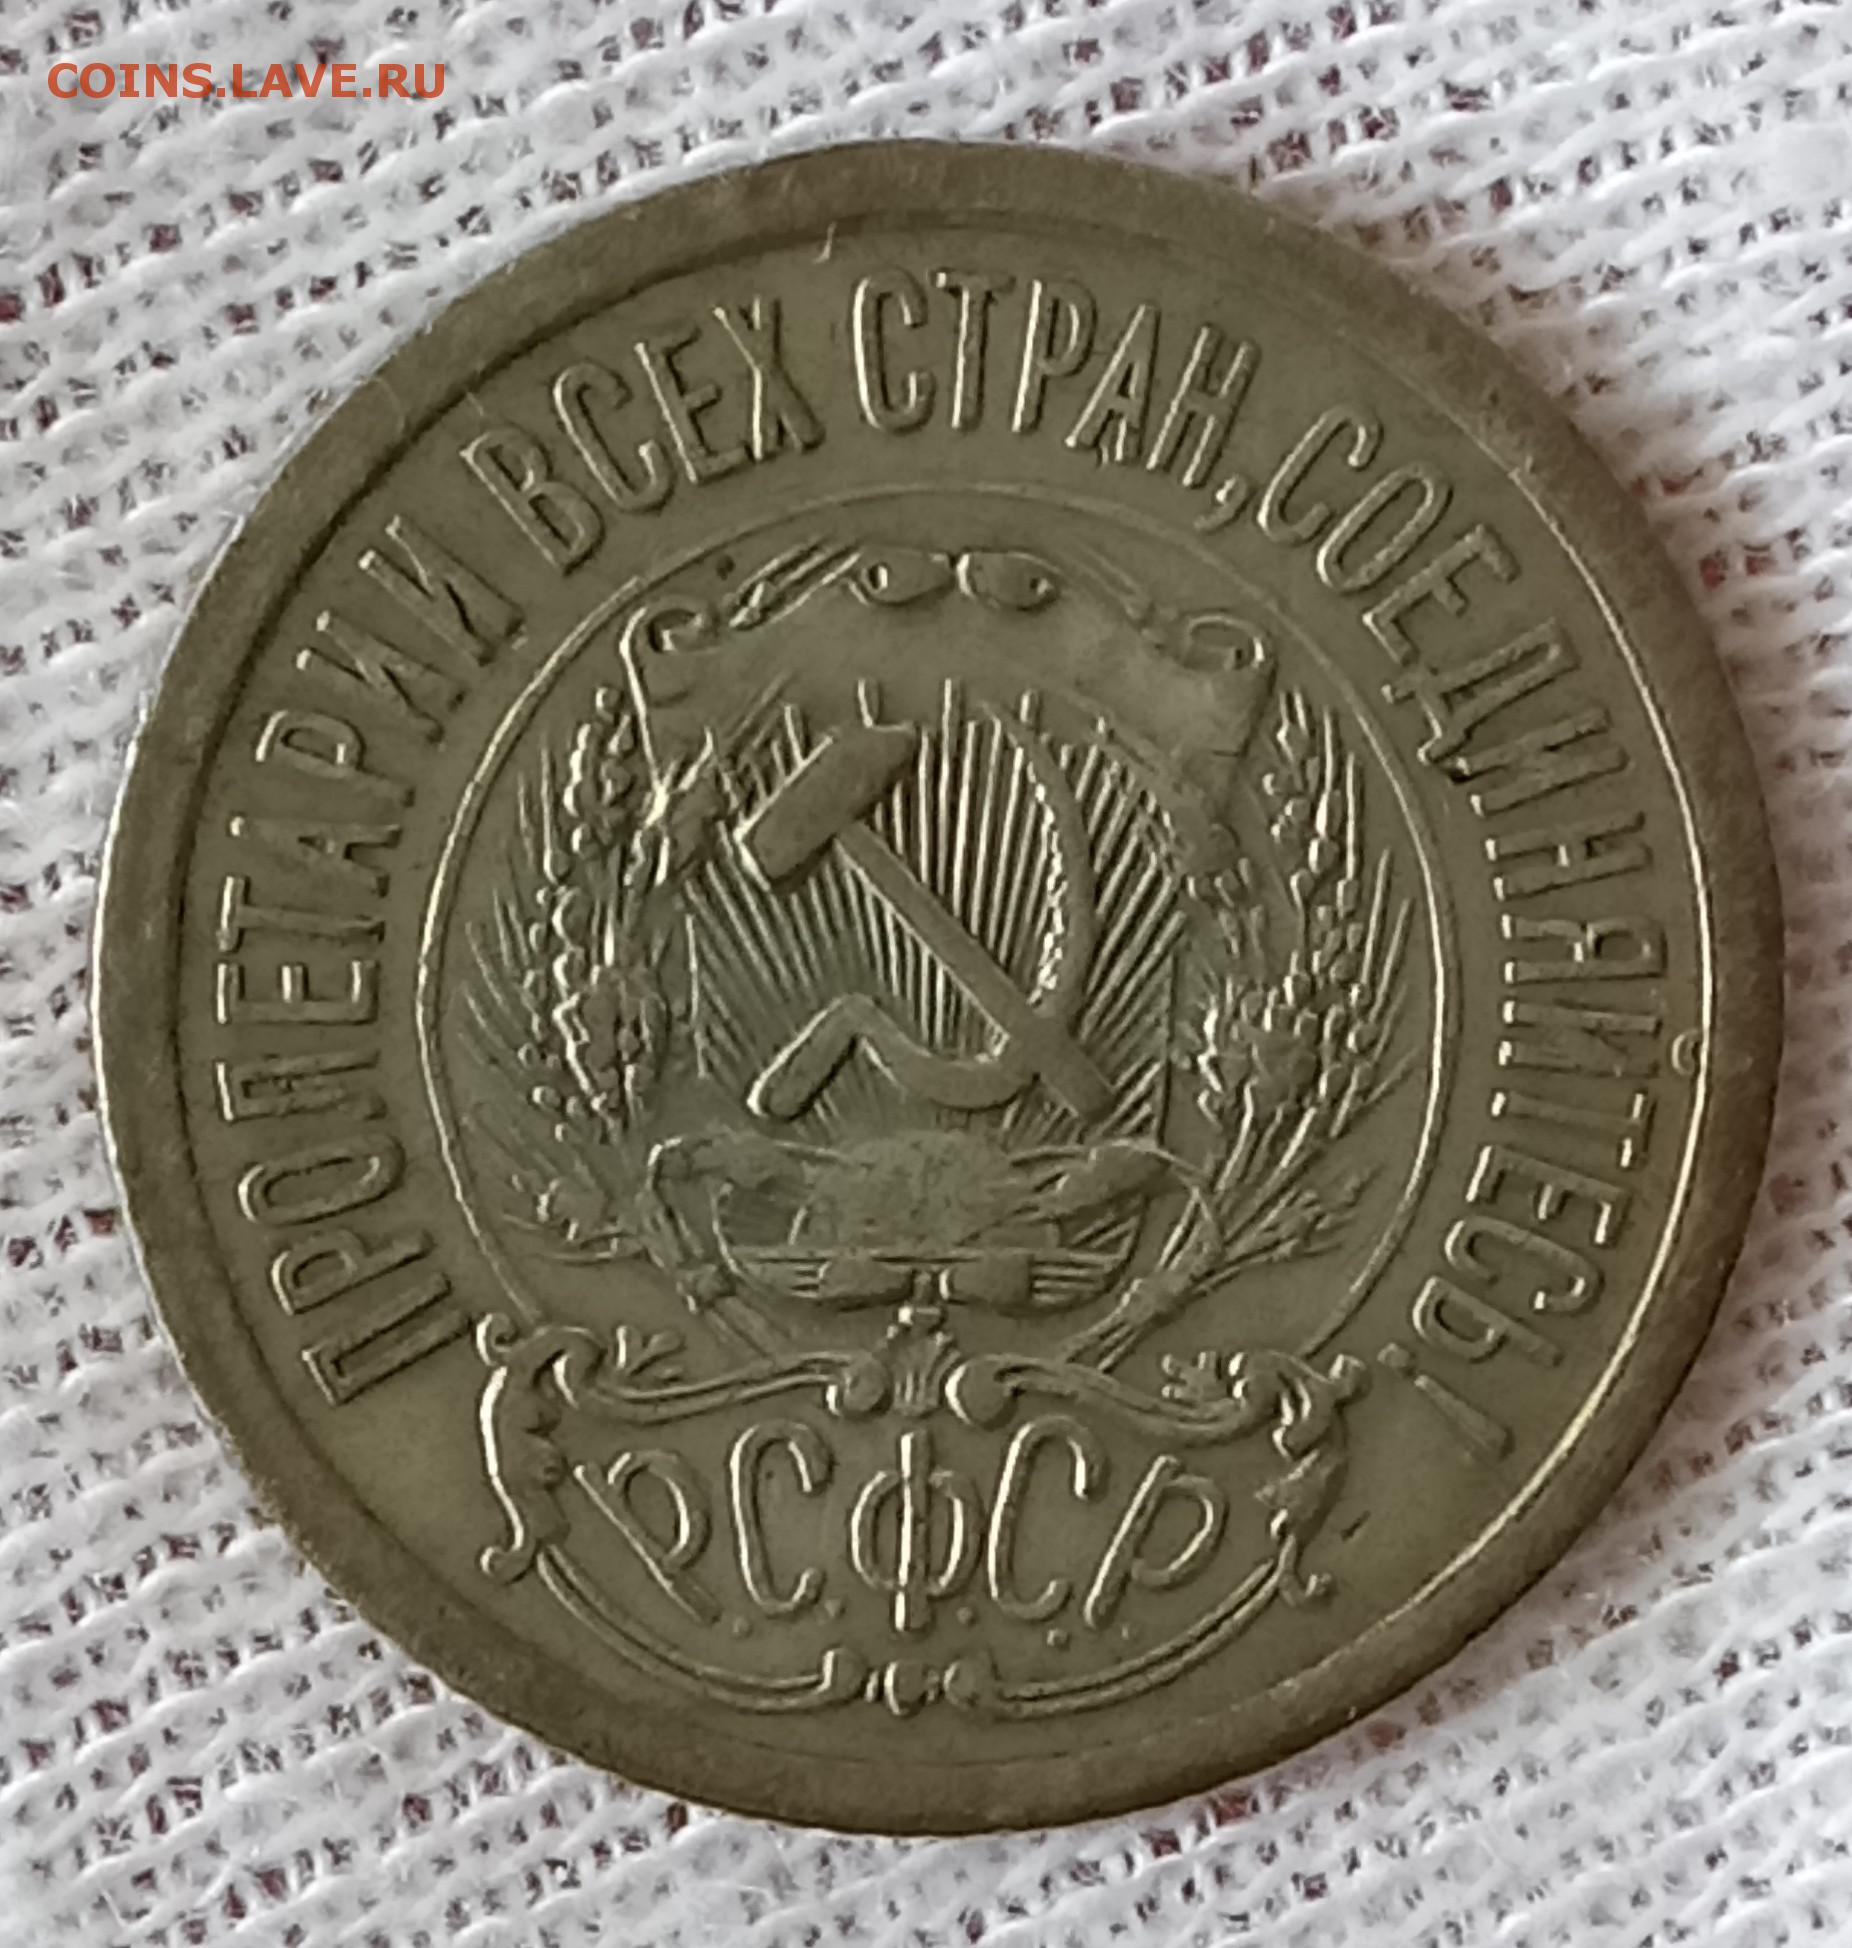 COINS.LAVE.RU
ПРОЛЕТАРИИ ВСЕХ СТРАН, СОЕДИНЯЙТЕСЬ!
Р.С.Ф.С.Р.